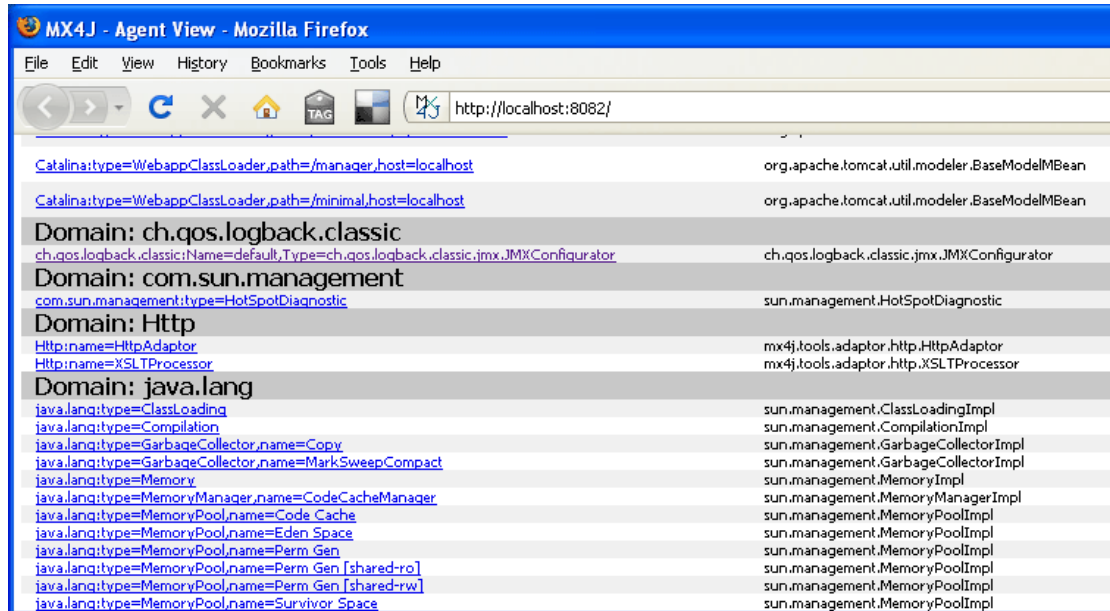 MX4J - Agent View - Mozilla Firefox
File Edit View History Bookmarks Tools Help
TAG M4J http://localhost:8082/
Catalina:type=WebappClassLoader,path=/manager,host=localhost org.apache.tomcat.util.modeler.BaseModelMBean
Catalina:type=WebappClassLoader,path=/minimal,host=localhost org.apache.tomcat.util.modeler.BaseModelMBean
Domain: ch.qos.logback.classic
ch.qos.logback.classic:Name=default,Type=ch.qos.logback.classic.jmx.JMXConfigurator ch.qos.logback.classic.jmx.JMXConfigurator
Domain: com.sun.management
com.sun.management:type=HotSpotDiagnostic sun.management.HotSpotDiagnostic
Domain: Http
Http:name=HttpAdaptor mx4j.tools.adaptor.http.HttpAdaptor
Http:name=XSLTProcessor mx4j.tools.adaptor.http.XSLTProcessor
Domain: java.lang
java.lang:type=ClassLoading sun.management.ClassLoadingImpl
java.lang:type=Compilation sun.management.CompilationImpl
java.lang:type=GarbageCollector,name=Copy sun.management.GarbageCollectorImpl
java.lang:type=GarbageCollector,name=MarkSweepCompact sun.management.GarbageCollectorImpl
java.lang:type=Memory sun.management.MemoryImpl
java.lang:type=MemoryManager,name=CodeCacheManager sun.management.MemoryManagerImpl
java.lang:type=MemoryPool,name=Code Cache sun.management.MemoryPoolImpl
java.lang:type=MemoryPool,name=Eden Space sun.management.MemoryPoolImpl
java.lang:type=MemoryPool,name=Perm Gen sun.management.MemoryPoolImpl
java.lang:type=MemoryPool,name=Perm Gen [shared-ro] sun.management.MemoryPoolImpl
java.lang:type=MemoryPool,name=Perm Gen [shared-rw] sun.management.MemoryPoolImpl
java.lang:type=MemoryPool,name=Survivor Space sun.management.MemoryPoolImpl